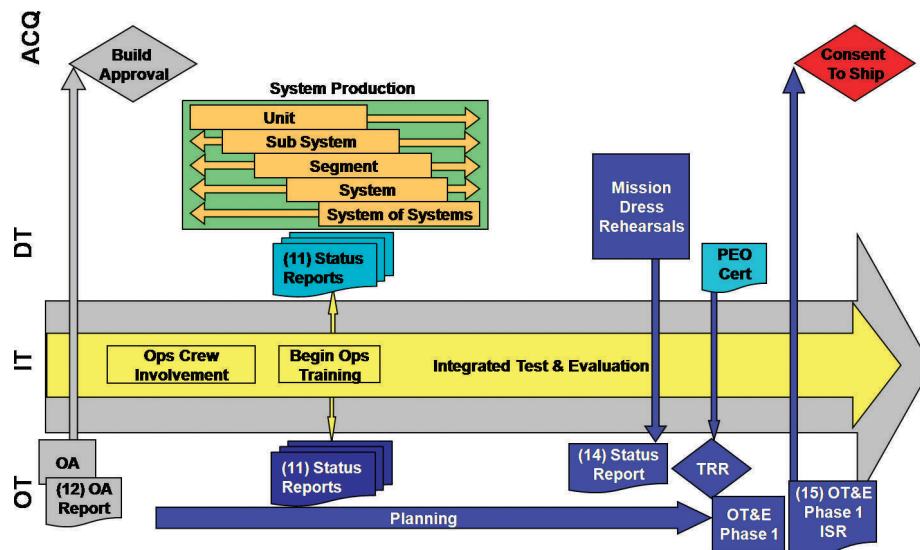 ACQ
Build
Approval
Consent
To Ship
System Production
Unit
Sub System
Segment
System
System of Systems
Mission
Dress
Rehearsals
DT
(11) Status
Reports
PEO
Cert
IT
Ops Crew
Involvement
Begin Ops
Training
Integrated Test & Evaluation
OT
OA
(12) OA
Report
(11) Status
Reports
(14) Status
Report
TRR
Planning
OT&E
Phase 1
(15) OT&E
Phase 1
ISR